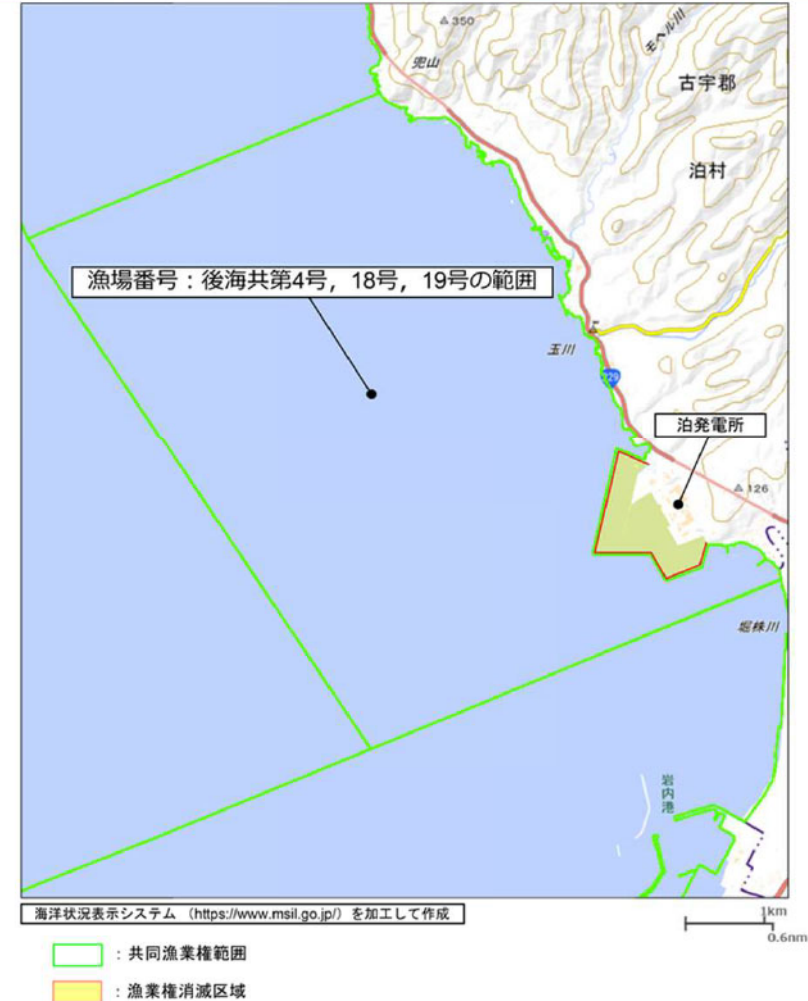 △350
兜山
モヘル川
古宇郡
泊村
漁場番号：後海共第4号，18号，19号の範囲
玉川
229
泊発電所
△126
堀株川
岩内港
海洋状況表示システム （https://www.msil.go.jp/）を加工して作成
1km
0.6nm
：共同漁業権範囲
：漁業権消滅区域